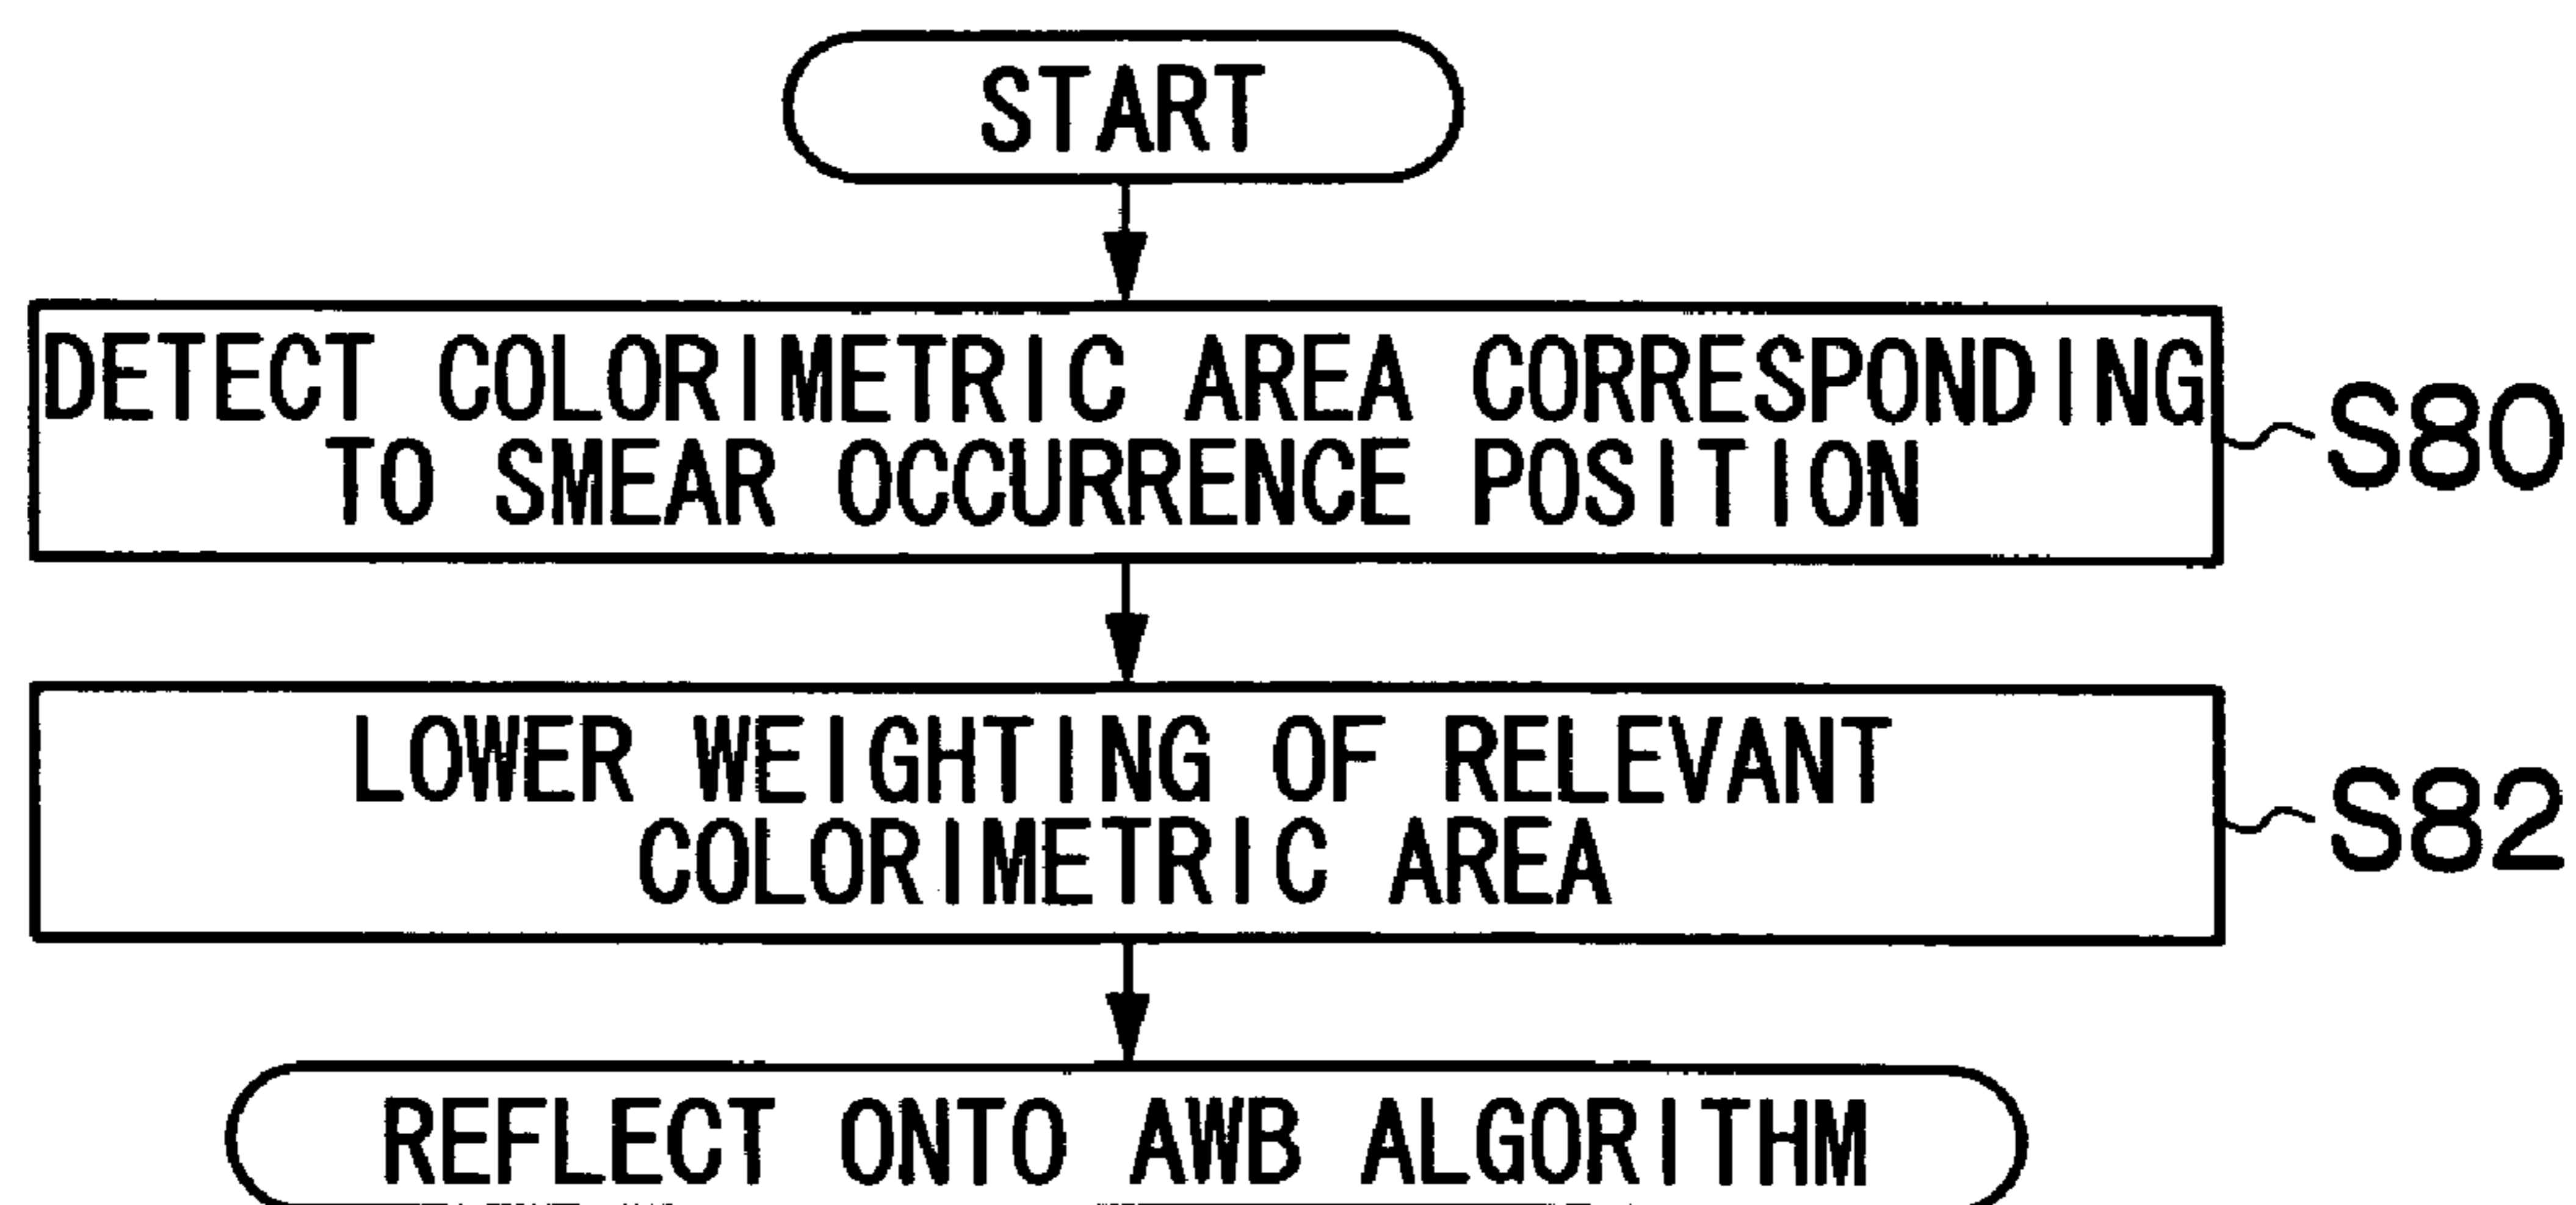 START
DETECT COLORIMETRIC AREA CORRESPONDING
TO SMEAR OCCURRENCE POSITION
S80
LOWER WEIGHTING OF RELEVANT
COLORIMETRIC AREA
S82
REFLECT ONTO AWB ALGORITHM